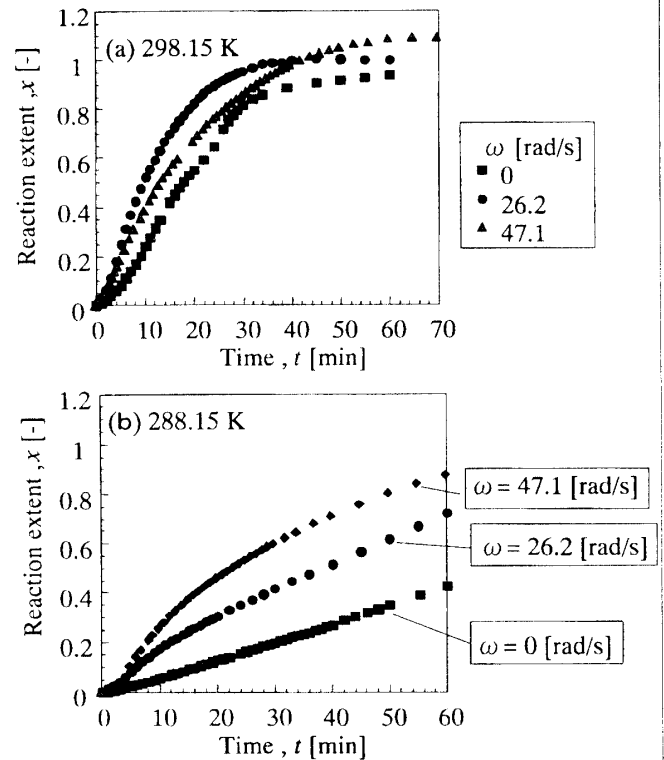 1.2
(a) 298.15 K
1
0.8
0.6
0.4
0.2
0
Reaction extent ,x [-]
0 10 20 30 40 50 60 70
Time , t [min]
ω [rad/s]
■ 0
● 26.2
▲ 47.1
1.2
(b) 288.15 K
1
0.8
0.6
0.4
0.2
0
Reaction extent ,x [-]
0 10 20 30 40 50 60
Time , t [min]
ω = 47.1 [rad/s]
ω = 26.2 [rad/s]
ω = 0 [rad/s]